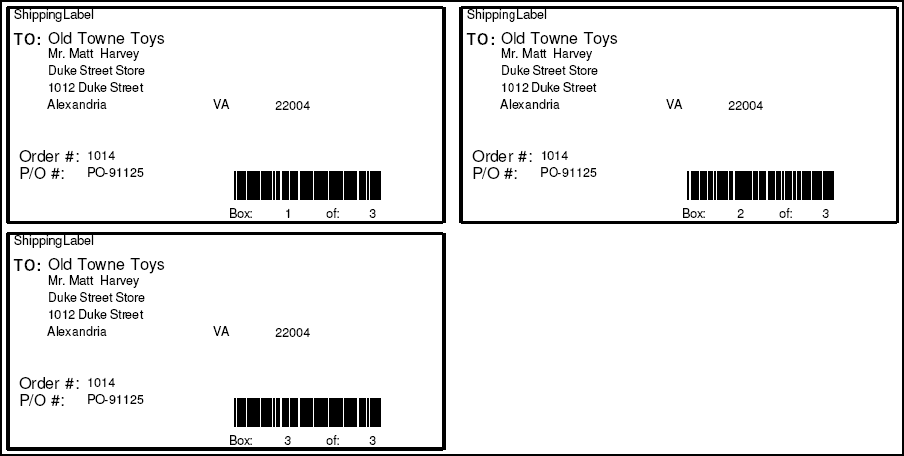 ShippingLabel
TO: Old Towne Toys
Mr. Matt Harvey
Duke Street Store
1012 Duke Street
Alexandria VA 22004
Order #: 1014
P/O #: PO-91125
Box: 1 of: 3
ShippingLabel
TO: Old Towne Toys
Mr. Matt Harvey
Duke Street Store
1012 Duke Street
Alexandria VA 22004
Order #: 1014
P/O #: PO-91125
Box: 2 of: 3
ShippingLabel
TO: Old Towne Toys
Mr. Matt Harvey
Duke Street Store
1012 Duke Street
Alexandria VA 22004
Order #: 1014
P/O #: PO-91125
Box: 3 of: 3